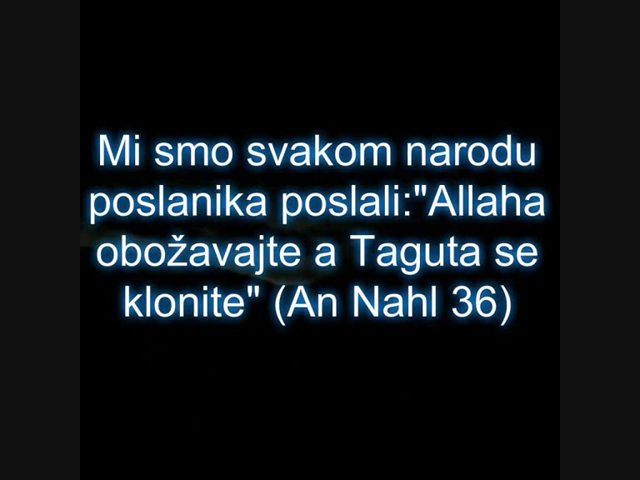 Mi smo svakom narodu
poslanika poslali:"Allaha
obožavajte a Taguta se
klonite" (An Nahl 36)